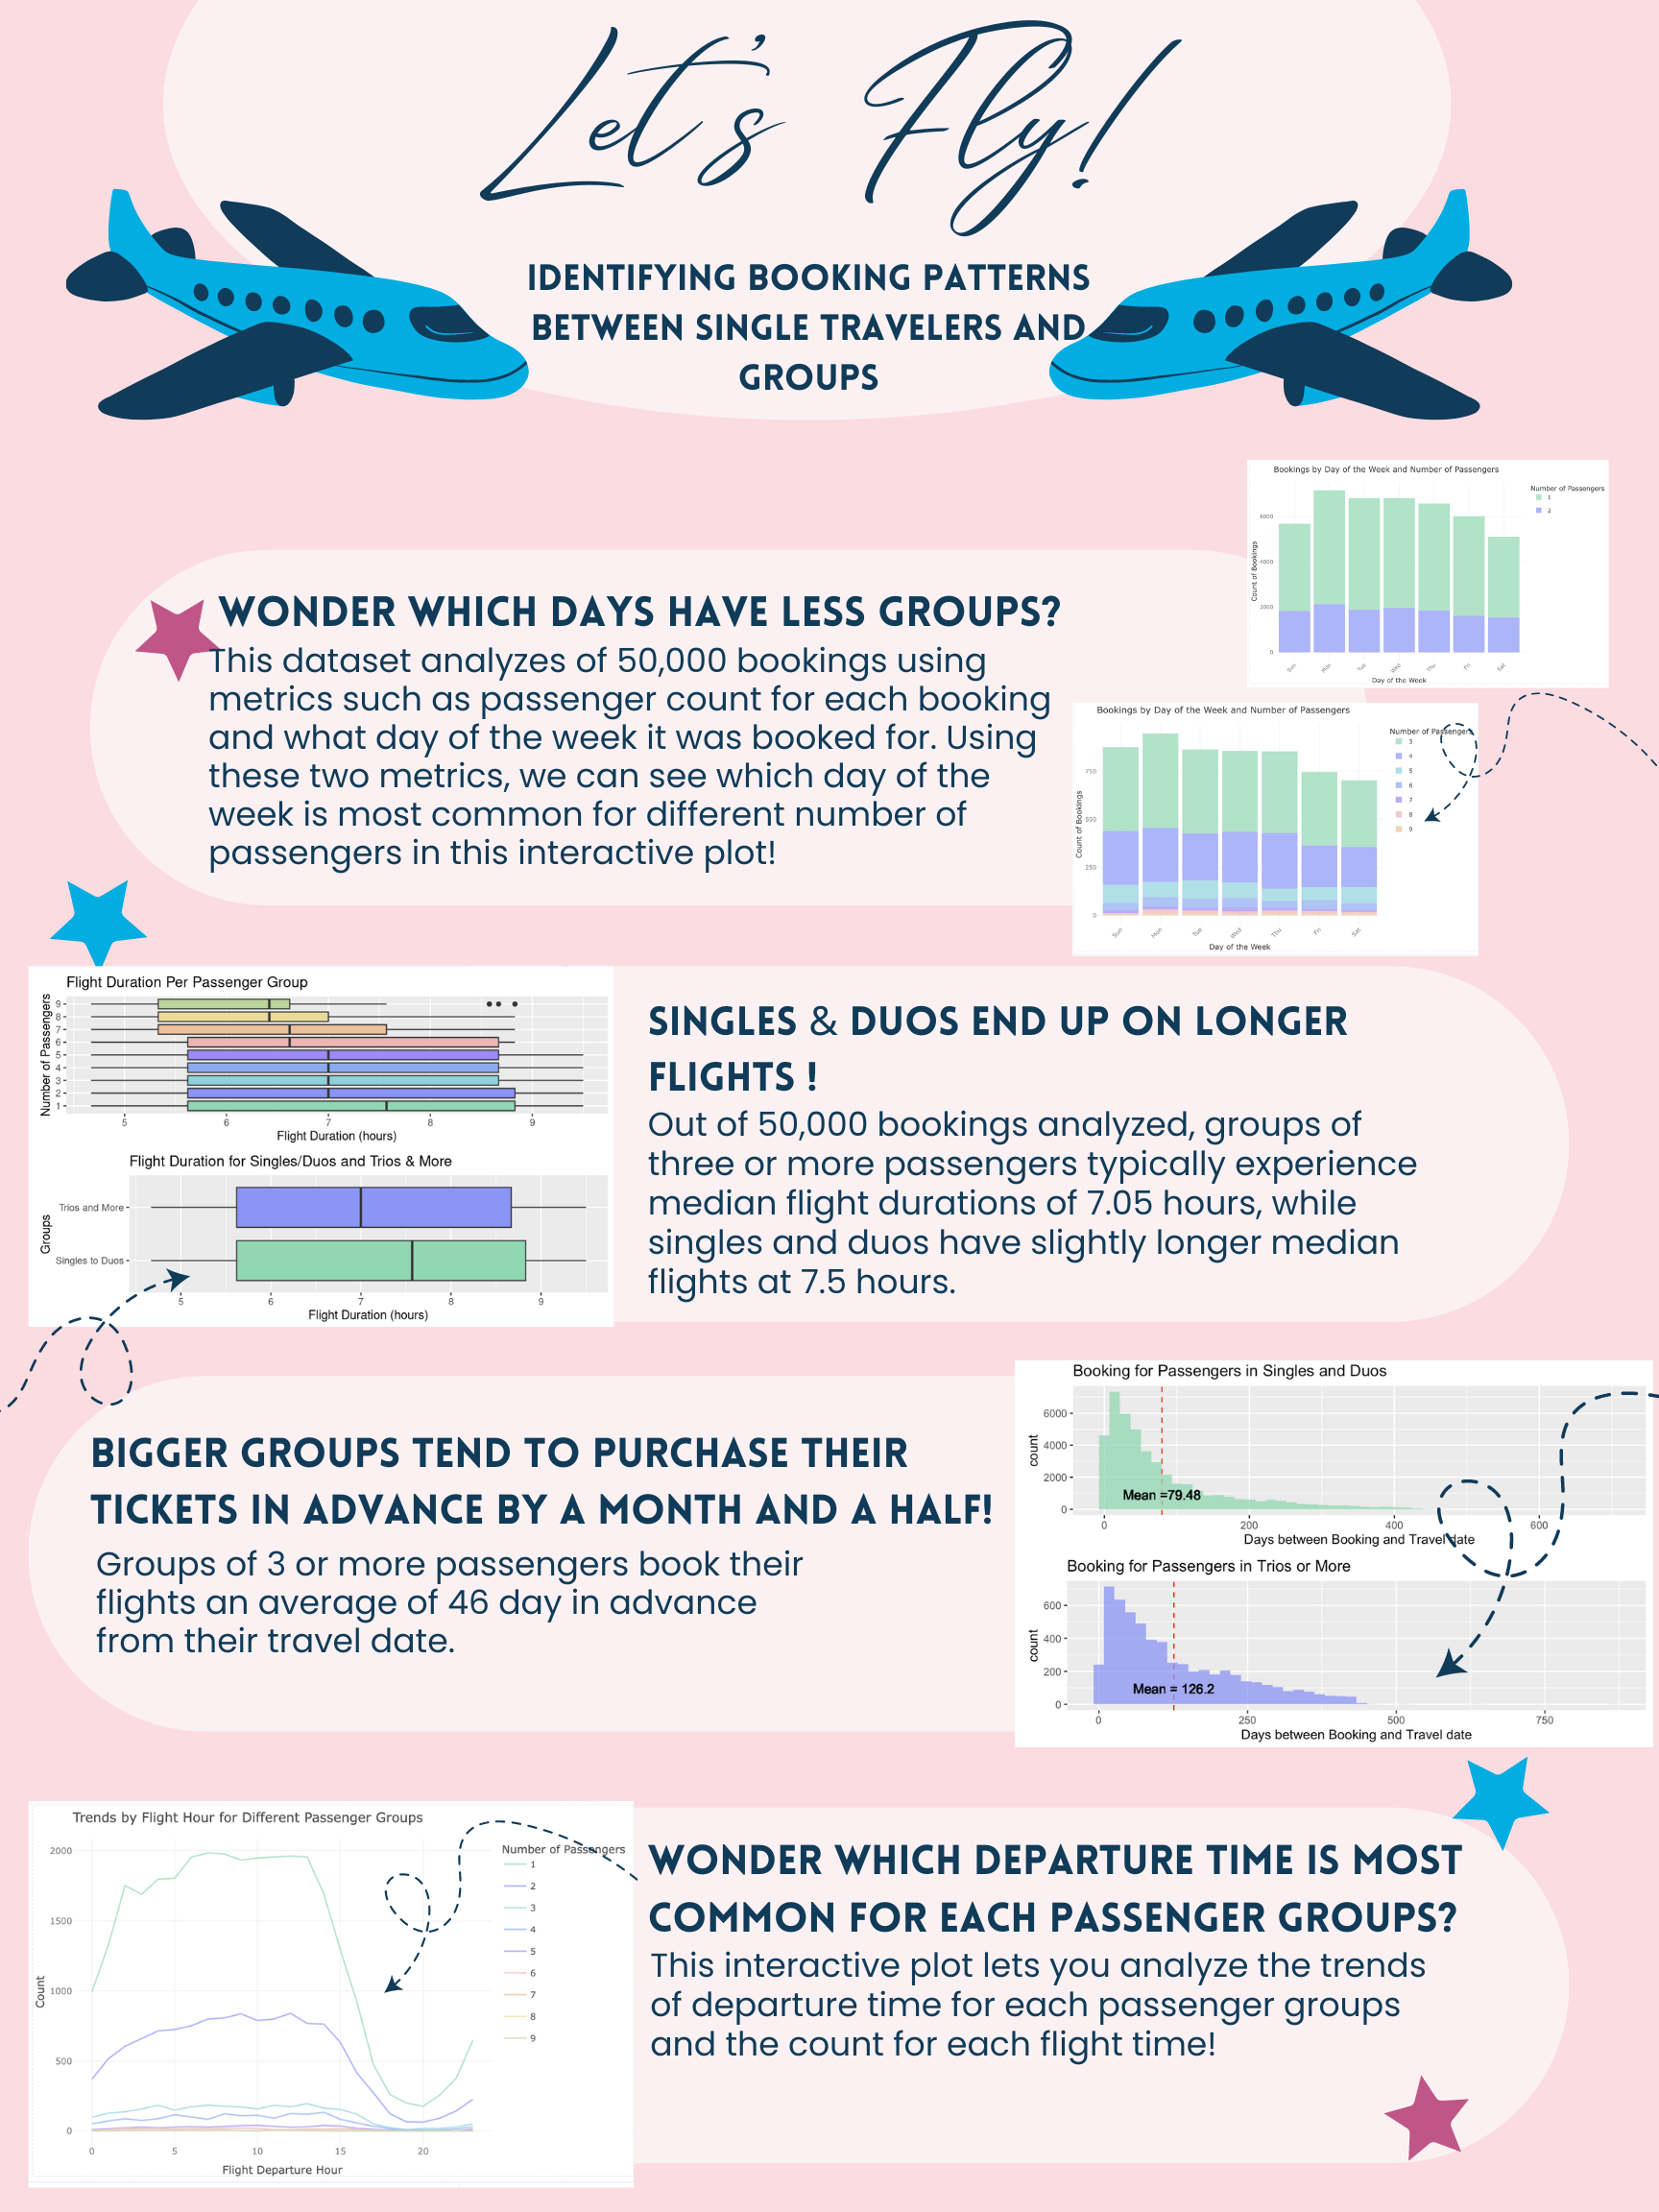 Let's Fly!
IDENTIFYING BOOKING PATTERNS
BETWEEN SINGLE TRAVELERS AND
GROUPS
Bookings by Day of the Week and Number of Passengers
Number of Passengers
1
2
6000
4000
2000
0
Count of Bookings
Sun
Mon
Tue
Wed
Thu
Fri
Sat
Day of the Week
WONDER WHICH DAYS HAVE LESS GROUPS?
This dataset analyzes of 50,000 bookings using
metrics such as passenger count for each booking
and what day of the week it was booked for. Using
these two metrics, we can see which day of the
week is most common for different number of
passengers in this interactive plot!
Bookings by Day of the Week and Number of Passengers
Number of Passengers
3
4
5
6
7
8
9
750
500
250
0
Count of Bookings
Sun
Mon
Tue
Wed
Thu
Fri
Sat
Day of the Week
Flight Duration Per Passenger Group
Number of Passengers
9
8
7
6
5
4
3
2
1
5 6 7 8 9
Flight Duration (hours)
Flight Duration for Singles/Duos and Trios & More
Groups
Trios and More
Singles to Duos
5 6 7 8 9
Flight Duration (hours)
SINGLES & DUOS END UP ON LONGER
FLIGHTS !
Out of 50,000 bookings analyzed, groups of
three or more passengers typically experience
median flight durations of 7.05 hours, while
singles and duos have slightly longer median
flights at 7.5 hours.
BIGGER GROUPS TEND TO PURCHASE THEIR
TICKETS IN ADVANCE BY A MONTH AND A HALF!
Groups of 3 or more passengers book their
flights an average of 46 day in advance
from their travel date.
Booking for Passengers in Singles and Duos
count
6000
4000
2000
0
Mean =79.48
0 200 400 600
Days between Booking and Travel date
Booking for Passengers in Trios or More
count
600
400
200
0
Mean = 126.2
0 250 500 750
Days between Booking and Travel date
Trends by Flight Hour for Different Passenger Groups
Number of Passengers
1
2
3
4
5
6
7
8
9
2000
1500
1000
500
0
Count
0 5 10 15 20
Flight Departure Hour
WONDER WHICH DEPARTURE TIME IS MOST
COMMON FOR EACH PASSENGER GROUPS?
This interactive plot lets you analyze the trends
of departure time for each passenger groups
and the count for each flight time!